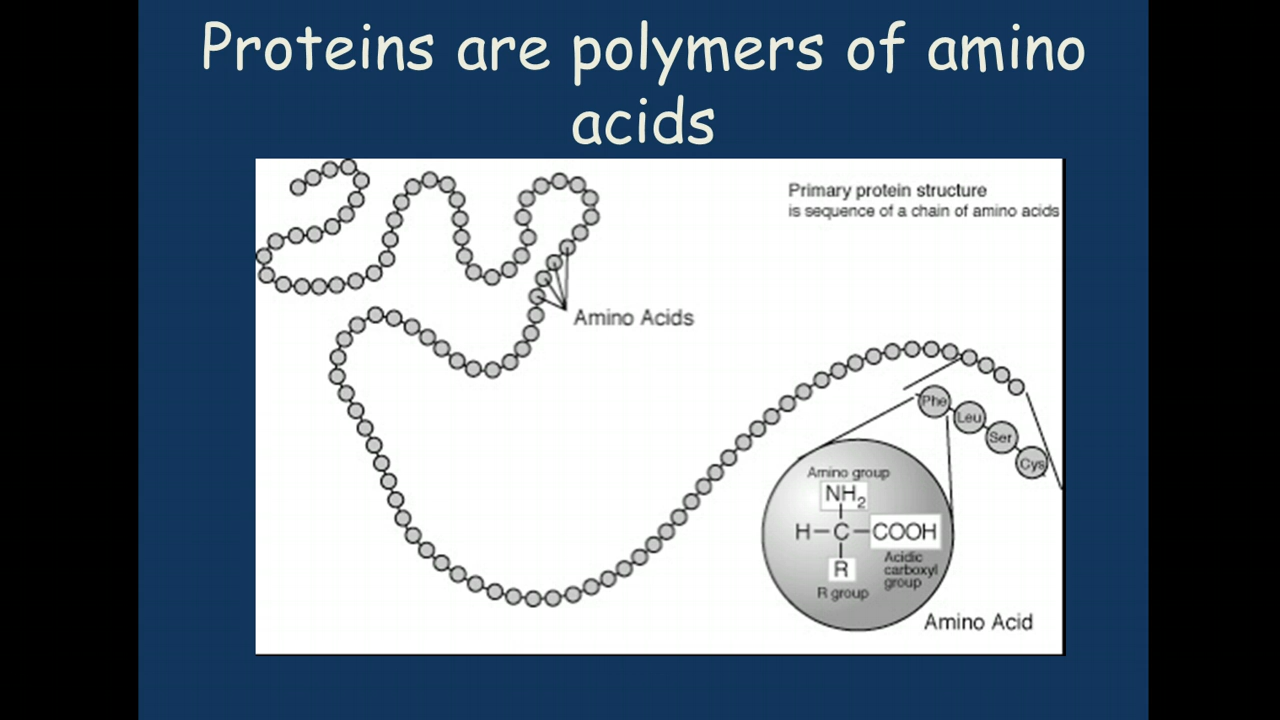 Proteins are polymers of amino
acids
Primary protein structure
is sequence of a chain of amino acids
Amino Acids
Phe
Leu
Ser
Cys
Amino group
NH2
H–C–COOH
R
Acidic
carboxyl
group
R group
Amino Acid